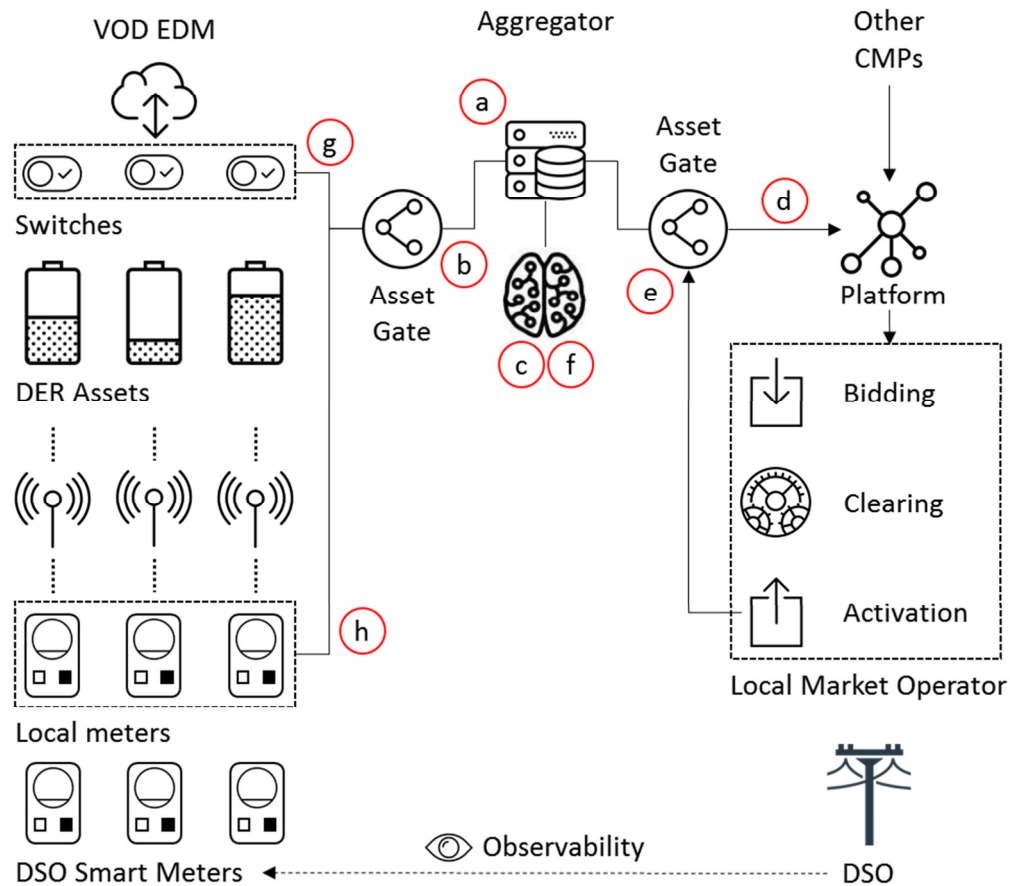 VOD EDM
Aggregator
Other
CMPs
a
Asset
Gate
g
d
Switches
b
Asset
Gate
e
Platform
c
f
DER Assets
Bidding
Clearing
h
Activation
Local Market Operator
Local meters
Observability
DSO Smart Meters
DSO